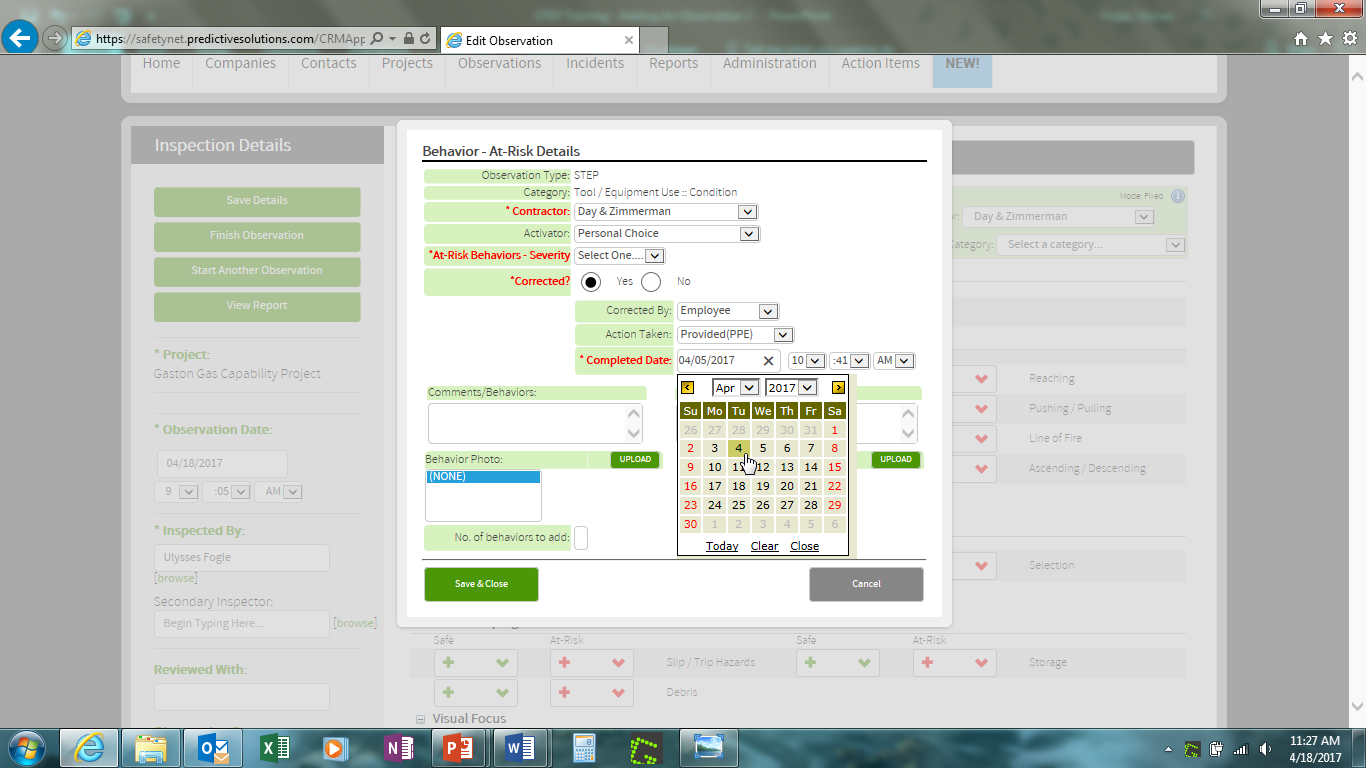 https://safetynet.predictivesolutions.com/CRMApp
Edit Observation
Home Companies Contacts Projects Observations Incidents Reports Administration Action Items NEW!
Inspection Details
Save Details
Finish Observation
Start Another Observation
View Report
* Project:
Gaston Gas Capability Project
* Observation Date:
04/18/2017
9 :05 AM
* Inspected By:
Ulysses Fogle
[browse]
Secondary Inspector:
Begin Typing Here... [browse]
Reviewed With:
Behavior - At-Risk Details
Observation Type: STEP
Category: Tool / Equipment Use :: Condition
* Contractor: Day & Zimmerman
Activator: Personal Choice
*At-Risk Behaviors - Severity Select One....
*Corrected? Yes No
Corrected By: Employee
Action Taken: Provided(PPE)
* Completed Date: 04/05/2017 10 :41 AM
Apr 2017
Su Mo Tu We Th Fr Sa
26 27 28 29 30 31 1
2 3 4 5 6 7 8
9 10 11 12 13 14 15
16 17 18 19 20 21 22
23 24 25 26 27 28 29
30 1 2 3 4 5 6
Today Clear Close
Comments/Behaviors:
Behavior Photo: UPLOAD
UPLOAD
(NONE)
No. of behaviors to add:
Save & Close Cancel
Mode: Fixed
Day & Zimmerman
Category: Select a category...
Reaching
Pushing / Pulling
Line of Fire
Ascending / Descending
Selection
Safe At-Risk Safe At-Risk
Slip / Trip Hazards Storage
Debris
Visual Focus
11:27 AM
4/18/2017